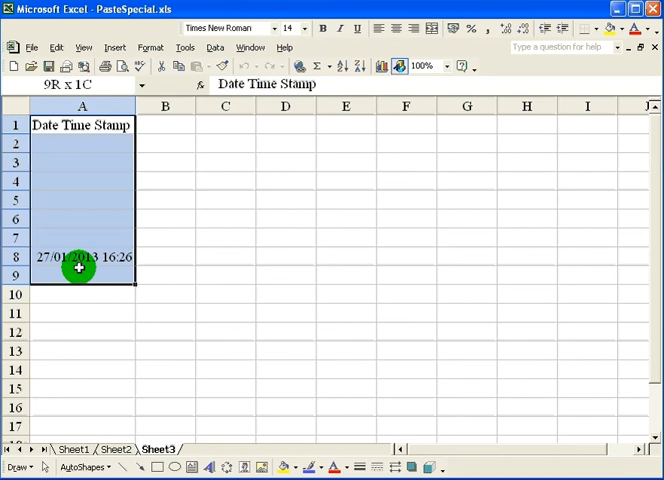 Microsoft Excel - PasteSpecial.xls
Times New Roman 14 B I U % ,
File Edit View Insert Format Tools Data Window Help Type a question for help
100%
9R x 1C fx Date Time Stamp
A B C D E F G H I
1 Date Time Stamp
2
3
4
5
6
7
8 27/01/2013 16:26
9
10
11
12
13
14
15
16
17
Sheet1 Sheet2 Sheet3
Draw AutoShapes